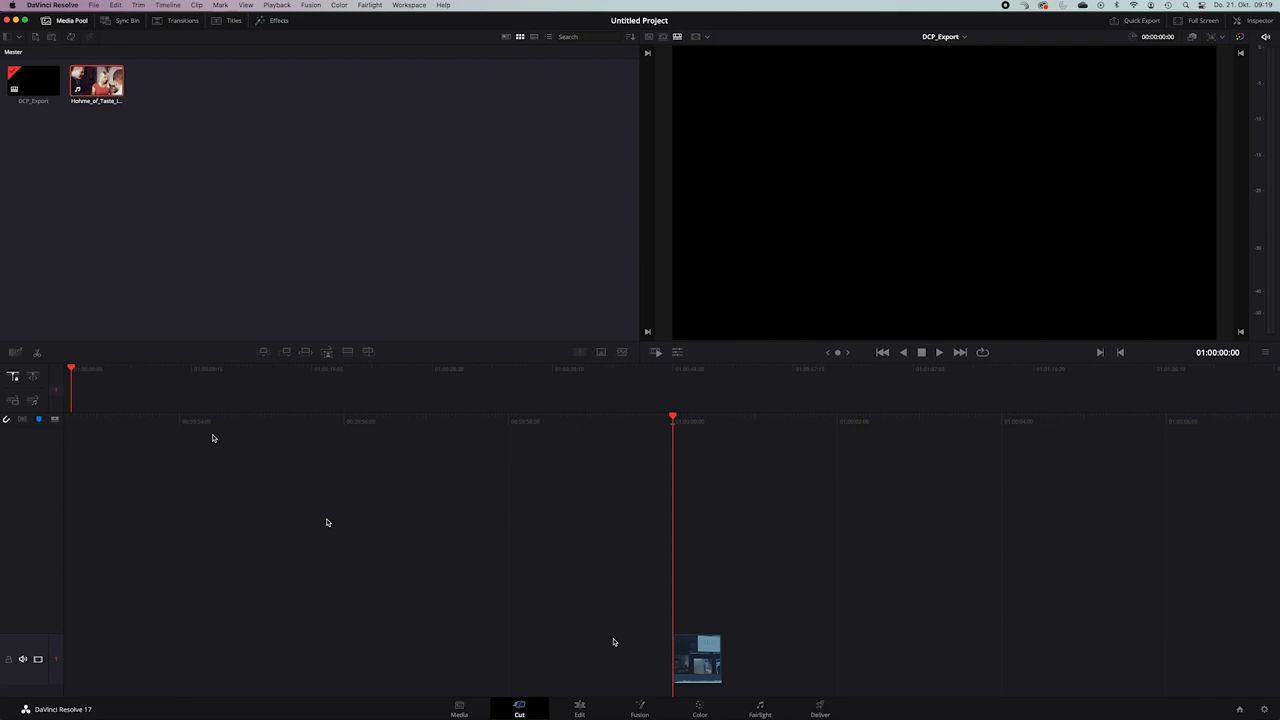 DaVinci Resolve File Edit Trim Timeline Clip Mark View Playback Fusion Color Fairlight Workspace Help Do. 21. Okt. 09:19
Media Pool Sync Bin Transitions Titles Effects Untitled Project Quick Export Full Screen Inspector
Search DCP_Export 00:00:00:00
Master
DCP_Export Hohme_of_Taste_I...
01:00:00:00
DaVinci Resolve 17 Media Cut Edit Fusion Color Fairlight Deliver